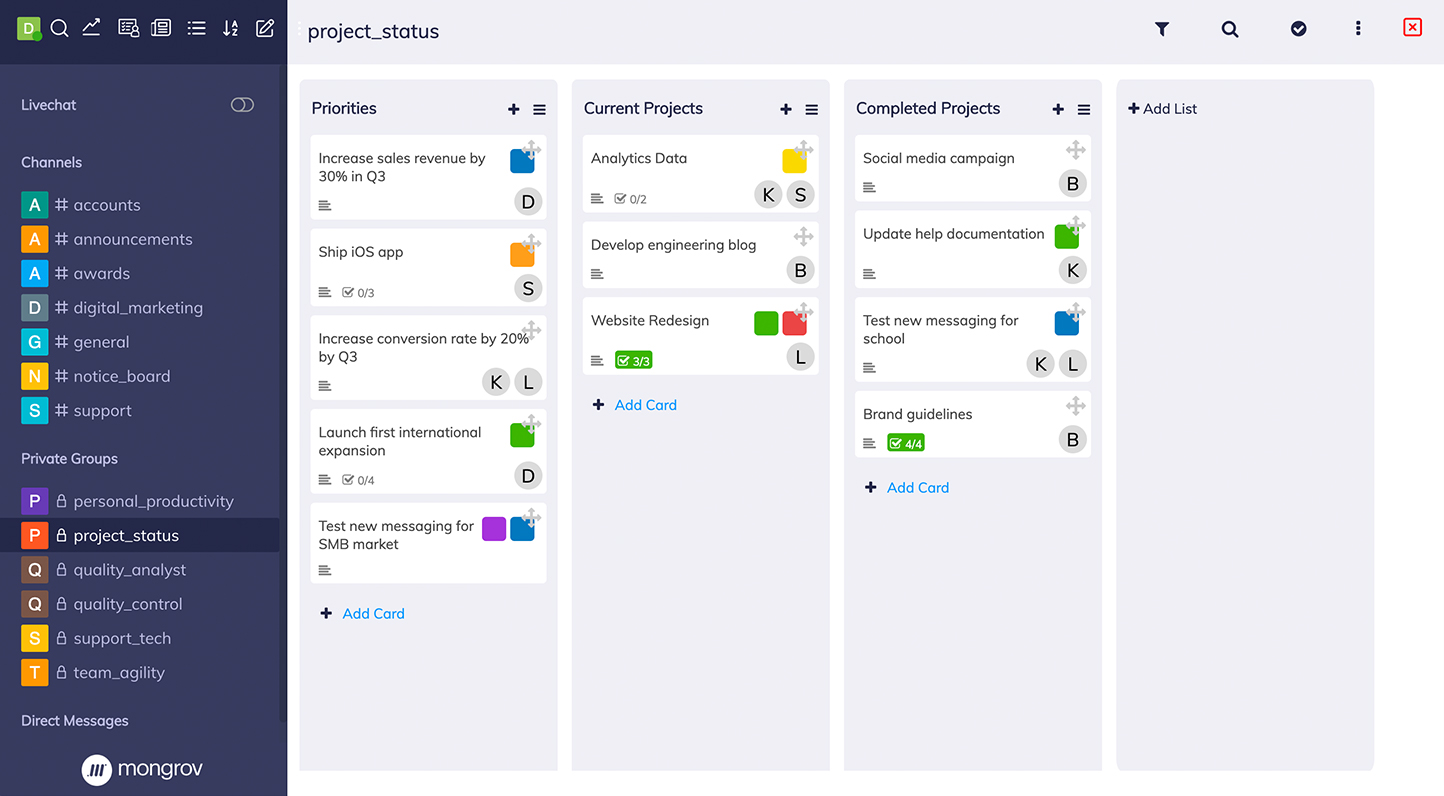 D
project_status
Livechat
Channels
A # accounts
A # announcements
A # awards
D # digital_marketing
G # general
N # notice_board
S # support
Private Groups
P personal_productivity
P project_status
Q quality_analyst
Q quality_control
S support_tech
T team_agility
Direct Messages
mongrov
Priorities
Increase sales revenue by
30% in Q3
D
Ship iOS app
0/3
S
Increase conversion rate by 20%
by Q3
K L
Launch first international
expansion
0/4
D
Test new messaging for
SMB market
+ Add Card
Current Projects
Analytics Data
0/2
K S
Develop engineering blog
B
Website Redesign
3/3
L
+ Add Card
Completed Projects
Social media campaign
B
Update help documentation
K
Test new messaging for
school
K L
Brand guidelines
4/4
B
+ Add Card
+ Add List